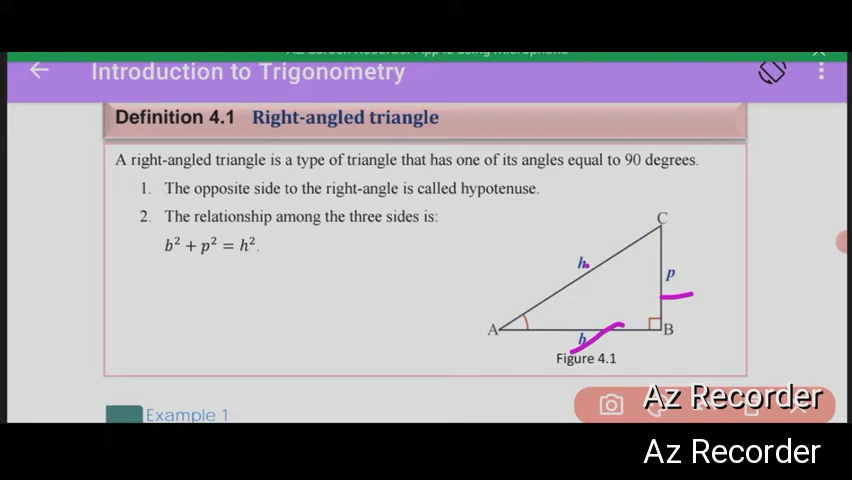 Introduction to Trigonometry
Definition 4.1 Right-angled triangle
A right-angled triangle is a type of triangle that has one of its angles equal to 90 degrees.
1. The opposite side to the right-angle is called hypotenuse.
2. The relationship among the three sides is:
b² + p² = h².
C
h
p
A
B
b
Figure 4.1
Example 1
Az Recorder
Az Recorder